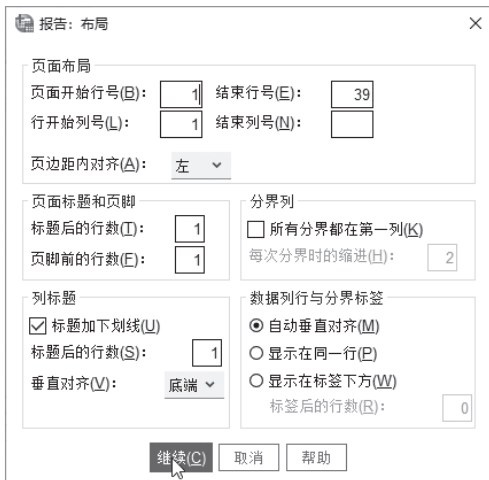 报告：布局
页面布局
页面开始行号(B)： 1 结束行号(E)： 39
行开始列号(L)： 1 结束列号(N)：
页边距内对齐(A)： 左
页面标题和页脚
标题后的行数(T)： 1
页脚前的行数(F)： 1
分界列
所有分界都在第一列(K)
每次分界时的缩进(H)： 2
列标题
标题加下划线(U)
标题后的行数(S)： 1
垂直对齐(V)： 底端
数据列行与分界标签
自动垂直对齐(M)
显示在同一行(P)
显示在标签下方(W)
标签后的行数(R)： 0
继续(C) 取消 帮助